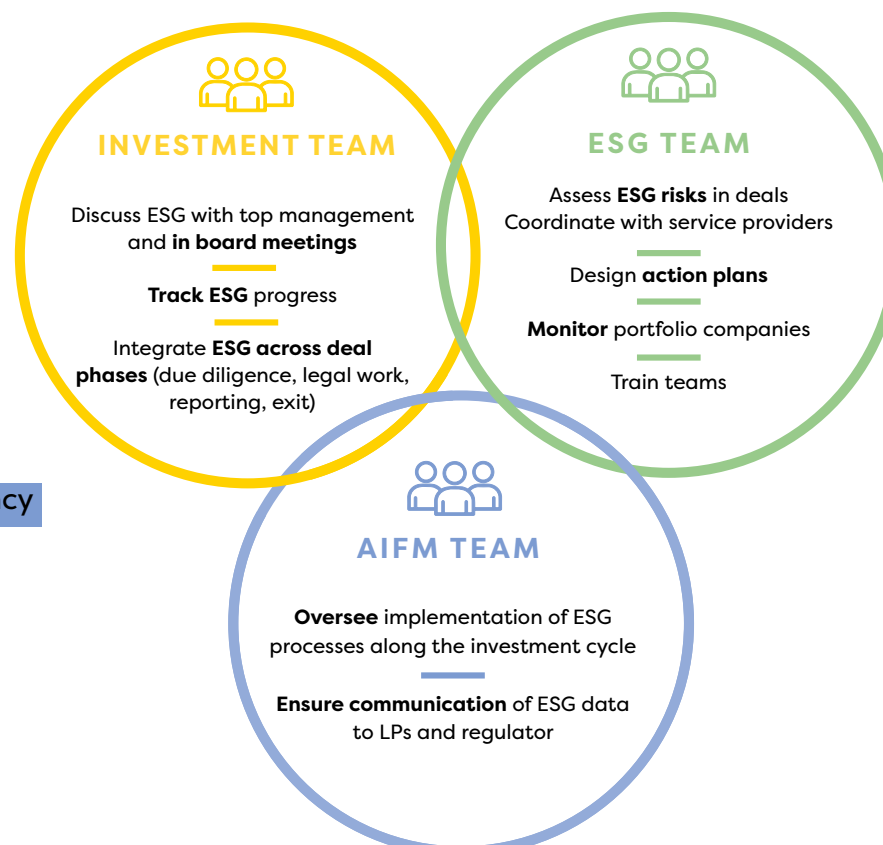 INVESTMENT TEAM
Discuss ESG with top management
and in board meetings
Track ESG progress
Integrate ESG across deal
phases (due diligence, legal work,
reporting, exit)
ESG TEAM
Assess ESG risks in deals
Coordinate with service providers
Design action plans
Monitor portfolio companies
Train teams
AIFM TEAM
Oversee implementation of ESG
processes along the investment cycle
Ensure communication of ESG data
to LPs and regulator